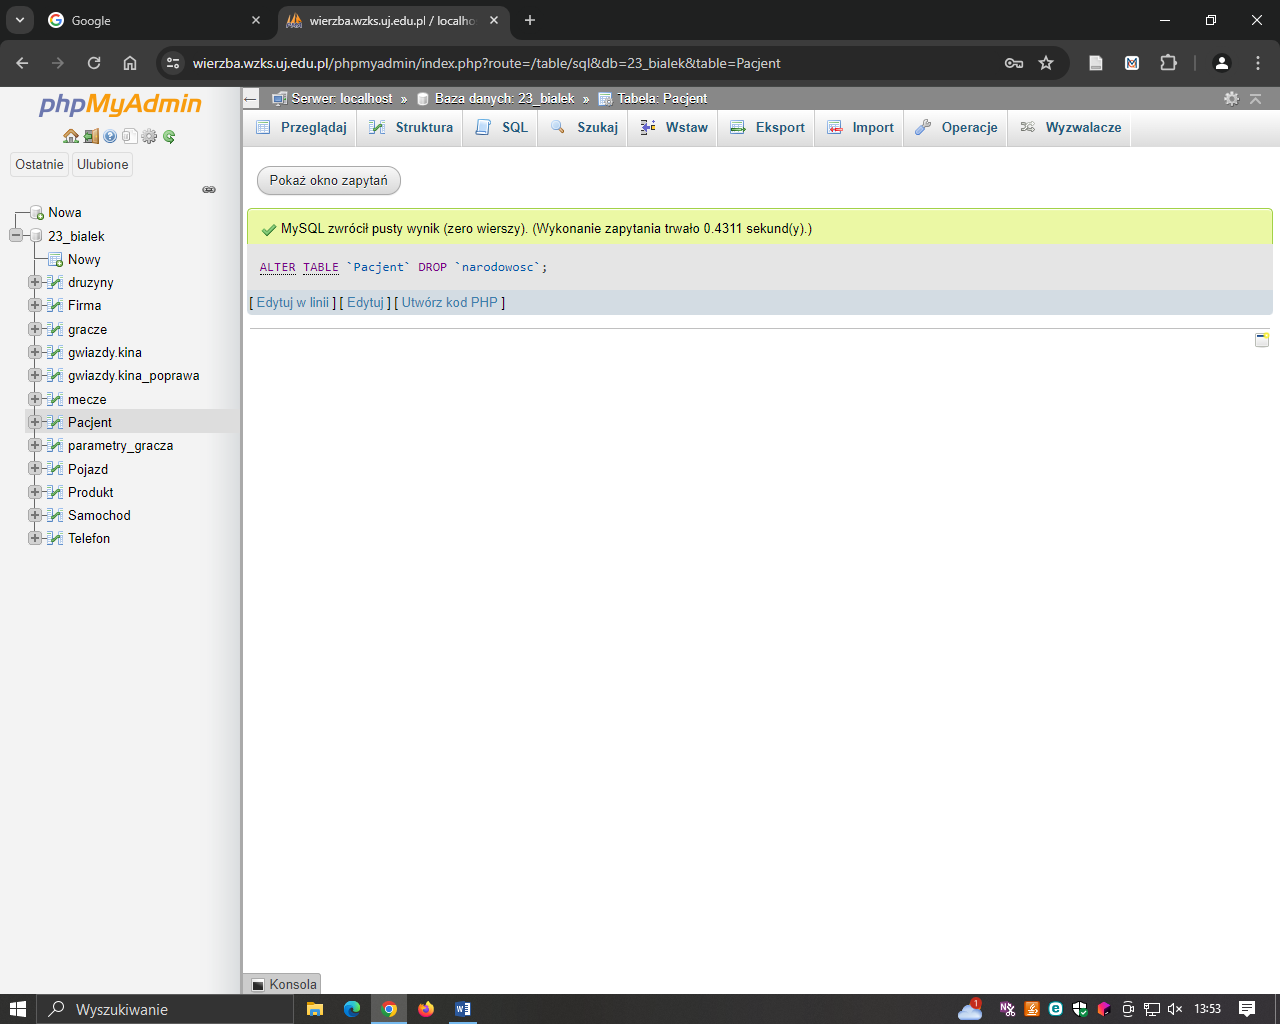 Google
wierzba.wzks.uj.edu.pl / localho
wierzba.wzks.uj.edu.pl/phpmyadmin/index.php?route=/table/sql&db=23_bialek&table=Pacjent
phpMyAdmin
Ostatnie Ulubione
Nowa
23_bialek
Nowy
druzyny
Firma
gracze
gwiazdy.kina
gwiazdy.kina_poprawa
mecze
Pacjent
parametry_gracza
Pojazd
Produkt
Samochod
Telefon
← Serwer: localhost » Baza danych: 23_bialek » Tabela: Pacjent
Przeglądaj Struktura SQL Szukaj Wstaw Eksport Import Operacje Wyzwalacze
Pokaż okno zapytań
MySQL zwrócił pusty wynik (zero wierszy). (Wykonanie zapytania trwało 0.4311 sekund(y).)
ALTER TABLE `Pacjent` DROP `narodowosc`;
[ Edytuj w linii ] [ Edytuj ] [ Utwórz kod PHP ]
Konsola
Wyszukiwanie
1
13:53